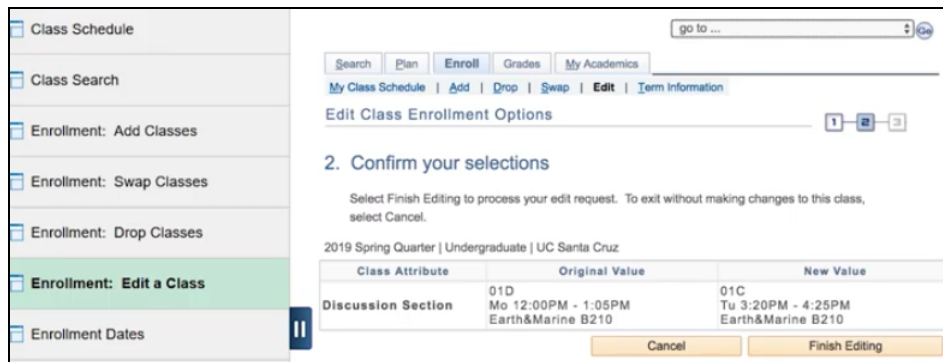 Class Schedule
Class Search
Enrollment: Add Classes
Enrollment: Swap Classes
Enrollment: Drop Classes
Enrollment: Edit a Class
Enrollment Dates
go to ...
Go
Search Plan Enroll Grades My Academics
My Class Schedule | Add | Drop | Swap | Edit | Term Information
Edit Class Enrollment Options
1 2 3
2. Confirm your selections
Select Finish Editing to process your edit request. To exit without making changes to this class,
select Cancel.
2019 Spring Quarter | Undergraduate | UC Santa Cruz
Class Attribute Original Value New Value
Discussion Section
01D
Mo 12:00PM - 1:05PM
Earth&Marine B210
01C
Tu 3:20PM - 4:25PM
Earth&Marine B210
Cancel Finish Editing